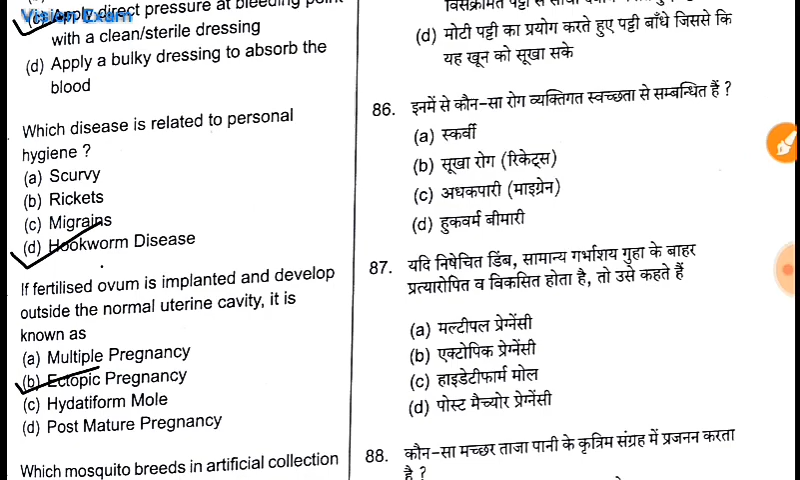 Vision Exam
(c) Apply direct pressure at bleeding point
with a clean/sterile dressing
(d) Apply a bulky dressing to absorb the
blood
Which disease is related to personal
hygiene ?
(a) Scurvy
(b) Rickets
(c) Migrains
(d) Hookworm Disease
If fertilised ovum is implanted and develop
outside the normal uterine cavity, it is
known as
(a) Multiple Pregnancy
(b) Ectopic Pregnancy
(c) Hydatiform Mole
(d) Post Mature Pregnancy
Which mosquito breeds in artificial collection
(d) मोटी पट्टी का प्रयोग करते हुए पट्टी बाँधे जिससे कि
यह खून को सूखा सके
86. इनमें से कौन-सा रोग व्यक्तिगत स्वच्छता से सम्बन्धित हैं ?
(a) स्कर्वी
(b) सूखा रोग (रिकेट्स)
(c) अधकपारी (माइग्रेन)
(d) हुकवर्म बीमारी
87. यदि निषेचित डिंब, सामान्य गर्भाशय गुहा के बाहर
प्रत्यारोपित व विकसित होता है, तो उसे कहते हैं
(a) मल्टीपल प्रेग्नेंसी
(b) एक्टोपिक प्रेग्नेंसी
(c) हाइडेटीफार्म मोल
(d) पोस्ट मैच्योर प्रेग्नेंसी
88. कौन-सा मच्छर ताजा पानी के कृत्रिम संग्रह में प्रजनन करता
है ?